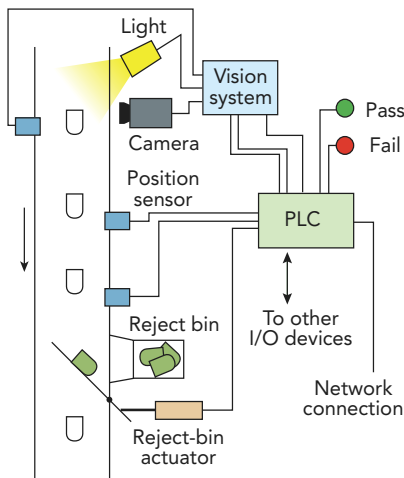 Light
Vision
system
Pass
Camera
Fail
Position
sensor
PLC
Reject bin
To other
I/O devices
Network
connection
Reject-bin
actuator